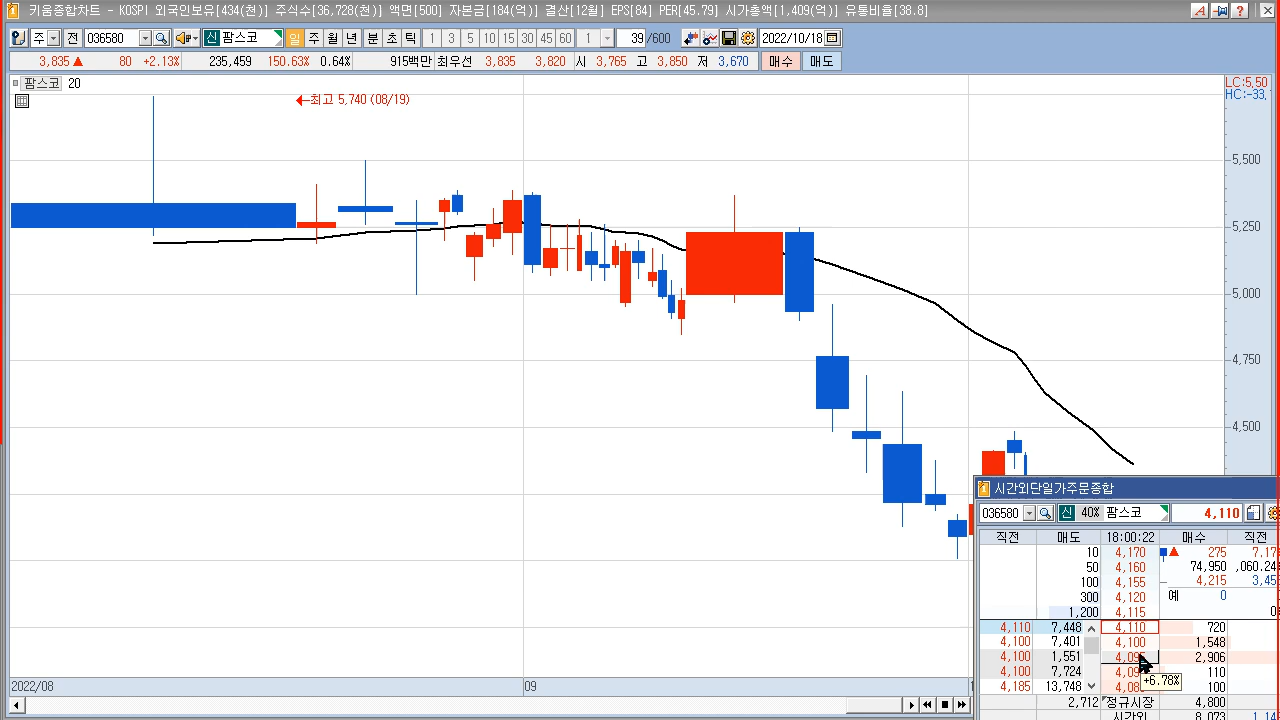 키움종합차트 - KOSPI 외국인보유[434(천)] 주식수[36,728(천)] 액면[500] 자본금[184(억)] 결산[12월] EPS[84] PER[45.79] 시가총액[1,409(억)] 유통비율[38.8]
주 전 036580 신 팜스코 일 주 월 년 분 초 틱 1 3 5 10 15 30 45 60 1 39 /600 2022/10/18
3,835 ▲ 80 +2.13% 235,459 150.63% 0.64% 915백만 최우선 3,835 3,820 시 3,765 고 3,850 저 3,670 매수 매도
팜스코 20
LC:5,50
HC:-33,
←최고 5,740 (08/19)
5,500
5,250
5,000
4,750
4,500
시간외단일가주문종합
036580 신 40% 팜스코 4,110
직전 매도 18:00:22 매수 직전
10 4,170 ▲ 275 7.17
50 4,160 74,950 ,060.24
100 4,155 4,215 3,45
300 4,120 예 0
1,200 4,115
4,110 7,448 4,110 720
4,100 7,401 4,100 1,548
4,100 1,551 2,906
4,100 7,724 110
4,185 13,748 100
+6.78%
2,712 정규시장 4,800
2022/08 09